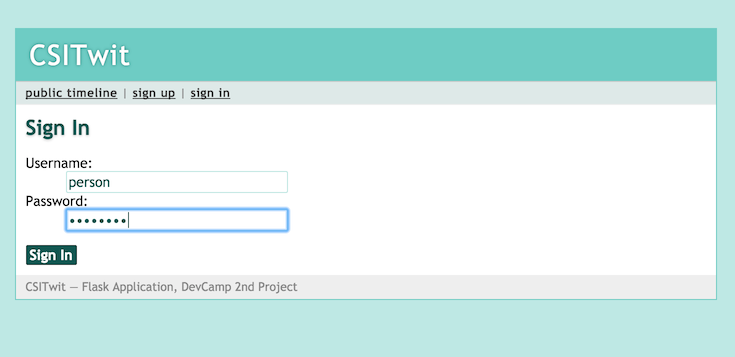 CSITwit
public timeline | sign up | sign in
Sign In
Username:
person
Password:
••••••••
Sign In
CSITwit — Flask Application, DevCamp 2nd Project